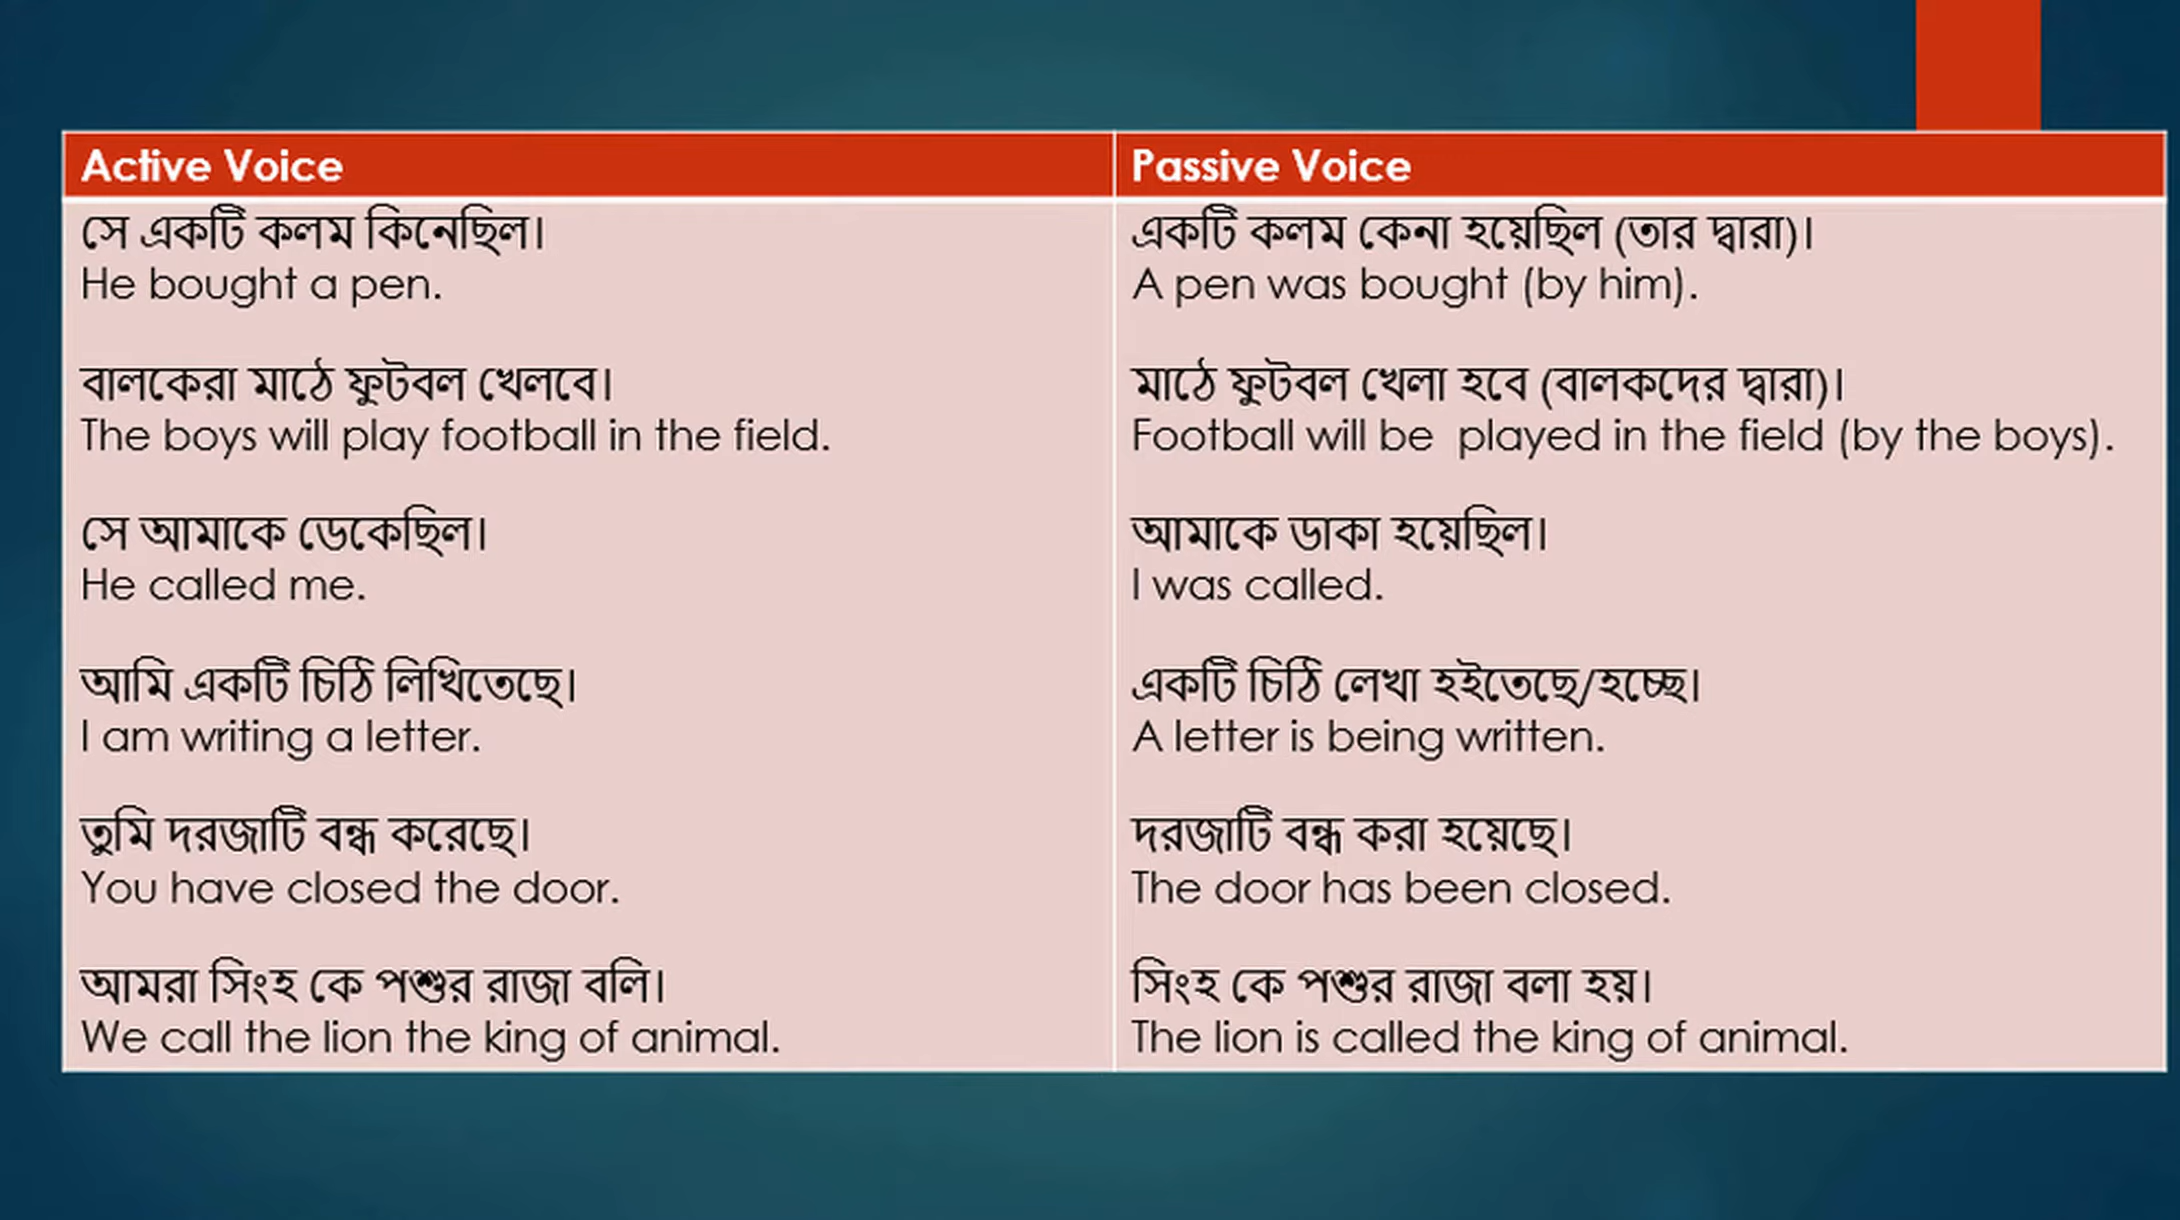 Active Voice
Passive Voice
সে একটি কলম কিনেছিল।
He bought a pen.
বালকেরা মাঠে ফুটবল খেলবে।
The boys will play football in the field.
সে আমাকে ডেকেছিল।
He called me.
আমি একটি চিঠি লিখিতেছে।
I am writing a letter.
তুমি দরজাটি বন্ধ করেছে।
You have closed the door.
আমরা সিংহ কে পশুর রাজা বলি।
We call the lion the king of animal.
একটি কলম কেনা হয়েছিল (তার দ্বারা)।
A pen was bought (by him).
মাঠে ফুটবল খেলা হবে (বালকদের দ্বারা)।
Football will be  played in the field (by the boys).
আমাকে ডাকা হয়েছিল।
I was called.
একটি চিঠি লেখা হইতেছে/হচ্ছে।
A letter is being written.
দরজাটি বন্ধ করা হয়েছে।
The door has been closed.
সিংহ কে পশুর রাজা বলা হয়।
The lion is called the king of animal.